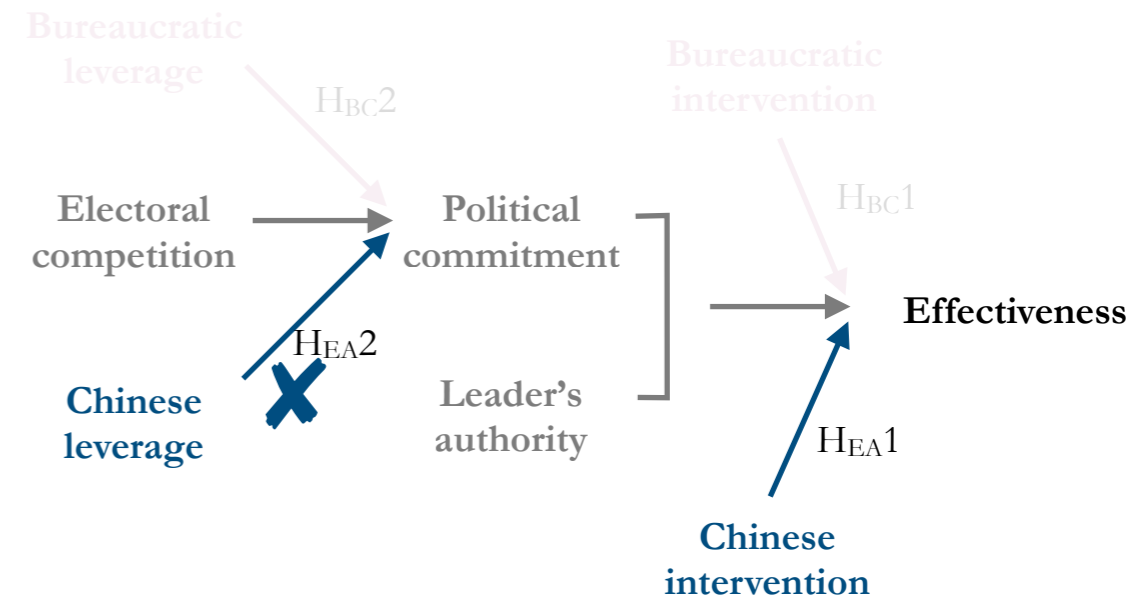 Bureaucratic
leverage
Bureaucratic
intervention
HBC2
Electoral
competition
Political
commitment
HBC1
Effectiveness
HEA2
Chinese
leverage
Leader’s
authority
HEA1
Chinese
intervention